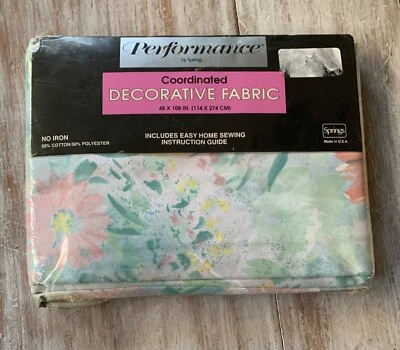 Performance
by Springs
Coordinated
DECORATIVE FABRIC
45 X 108 IN. (114 X 274 CM)
NO IRON
50% COTTON/50% POLYESTER
INCLUDES EASY HOME SEWING
INSTRUCTION GUIDE
Springs
Made in U.S.A.